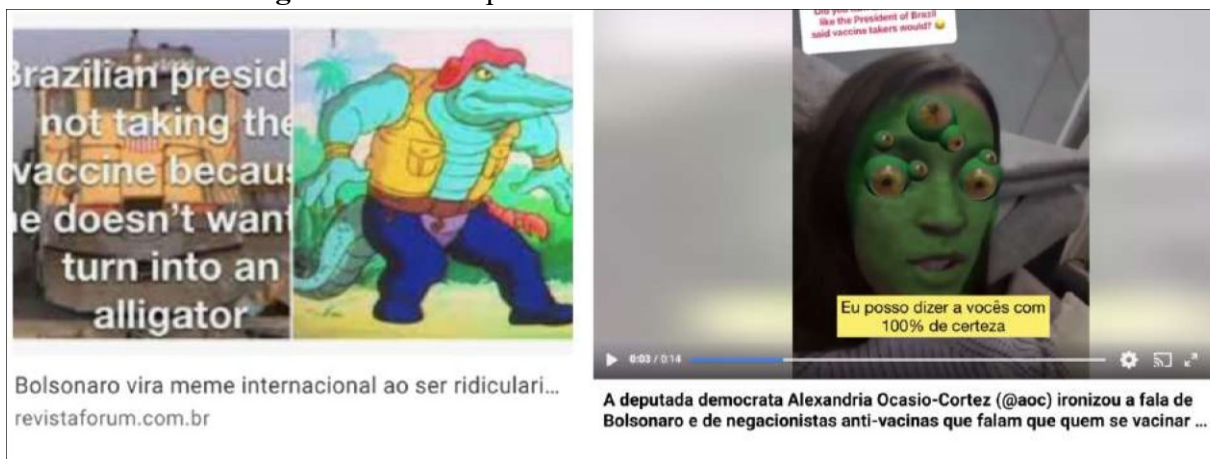 Brazilian presid
not taking the
vaccine becaus
e doesn't want
turn into an
alligator
Bolsonaro vira meme internacional ao ser ridiculari...
revistaforum.com.br
like the President of Brazil
said vaccine takers would? 😂
Eu posso dizer a vocês com
100% de certeza
0:03 / 0:14
A deputada democrata Alexandria Ocasio-Cortez (@aoc) ironizou a fala de
Bolsonaro e de negacionistas anti-vacinas que falam que quem se vacinar ...